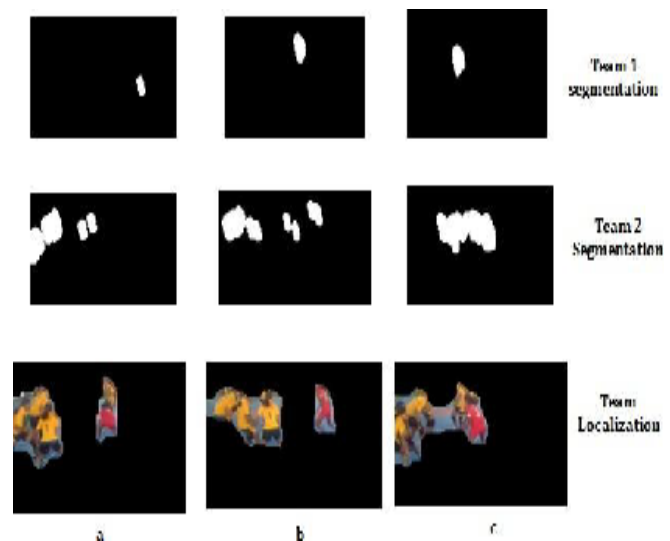 Team 1
segmentation
Team 2
Segmentation
Team
Localization
a
b
c